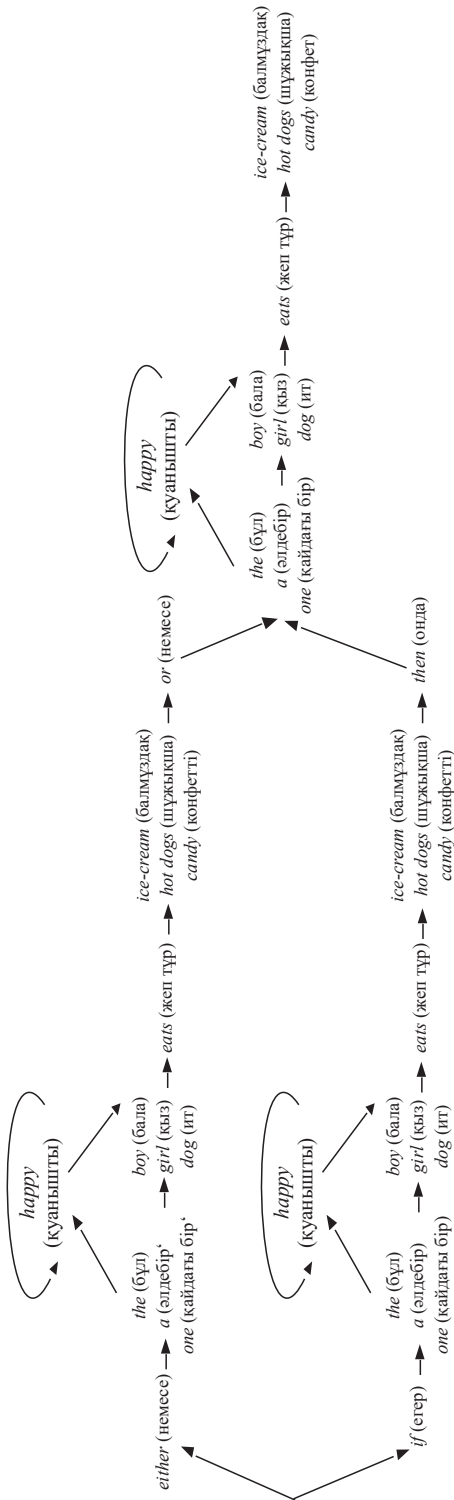 either (немесе)
the (бұл)
a (әлдебір‘
one (қайдағы бір‘
happy
(қуанышты)
boy (бала)
girl (қыз)
dog (ит)
eats (жеп тұр)
ice-cream (балмұздақ)
hot dogs (шұжықша)
candy (конфетті)
or (немесе)
if (егер)
the (бұл)
a (әлдебір)
one (қайдағы бір)
happy
(қуанышты)
boy (бала)
girl (қыз)
dog (ит)
eats (жеп тұр)
ice-cream (балмұздақ)
hot dogs (шұжықша)
candy (конфетті)
then (онда)
the (бұл)
a (әлдебір)
one (қайдағы бір)
happy
(қуанышты)
boy (бала)
girl (қыз)
dog (ит)
eats (жеп тұр)
ice-cream (балмұздақ)
hot dogs (шұжықша)
candy (конфет)